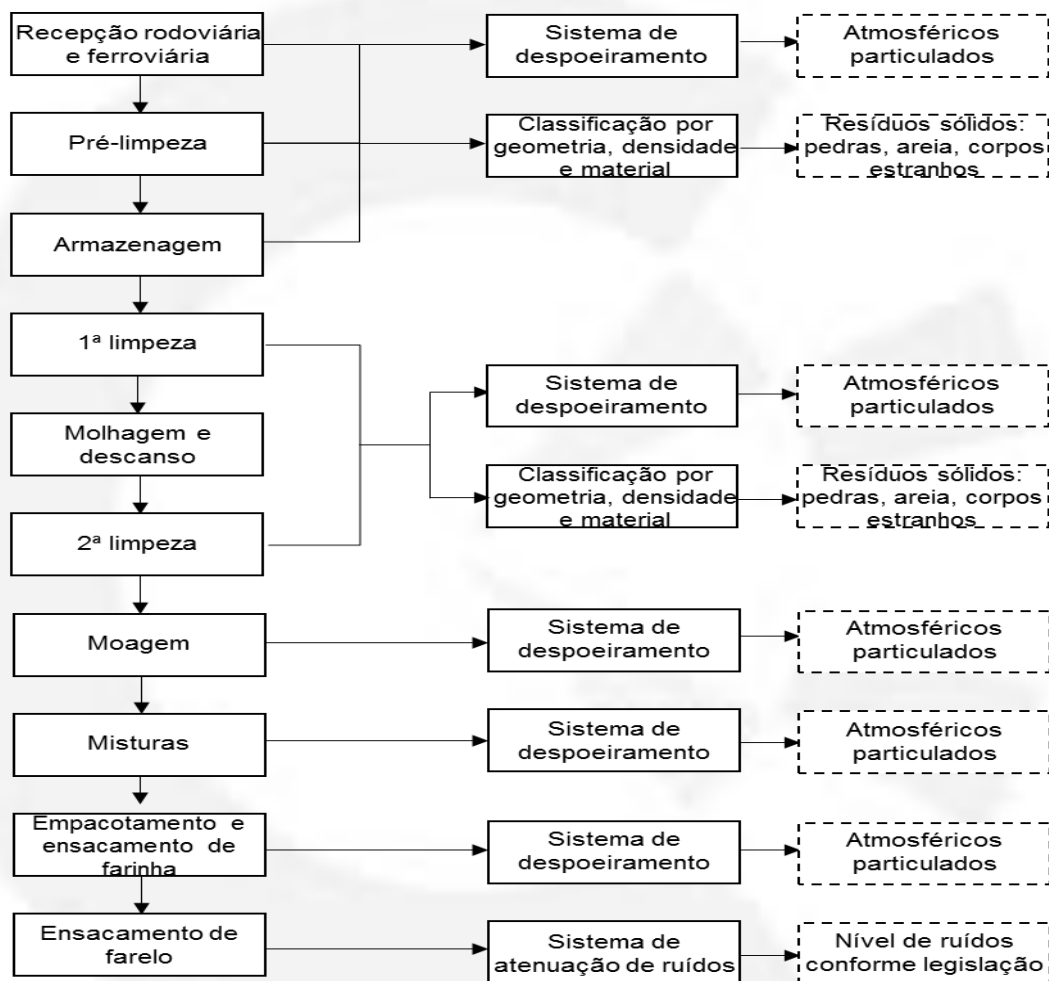 Recepção rodoviária
e ferroviária
Sistema de
despoeiramento
Atmosféricos
particulados
Pré-limpeza
Classificação por
geometria, densidade
e material
Resíduos sólidos:
pedras, areia, corpos
estranhos
Armazenagem
1ª limpeza
Sistema de
despoeiramento
Atmosféricos
particulados
Molhagem e
descanso
Classificação por
geometria, densidade
e material
Resíduos sólidos:
pedras, areia, corpos
estranhos
2ª limpeza
Moagem
Sistema de
despoeiramento
Atmosféricos
particulados
Misturas
Sistema de
despoeiramento
Atmosféricos
particulados
Empacotamento e
ensacamento de
farinha
Sistema de
despoeiramento
Atmosféricos
particulados
Ensacamento de
farelo
Sistema de
atenuação de ruídos
Nível de ruídos
conforme legislação